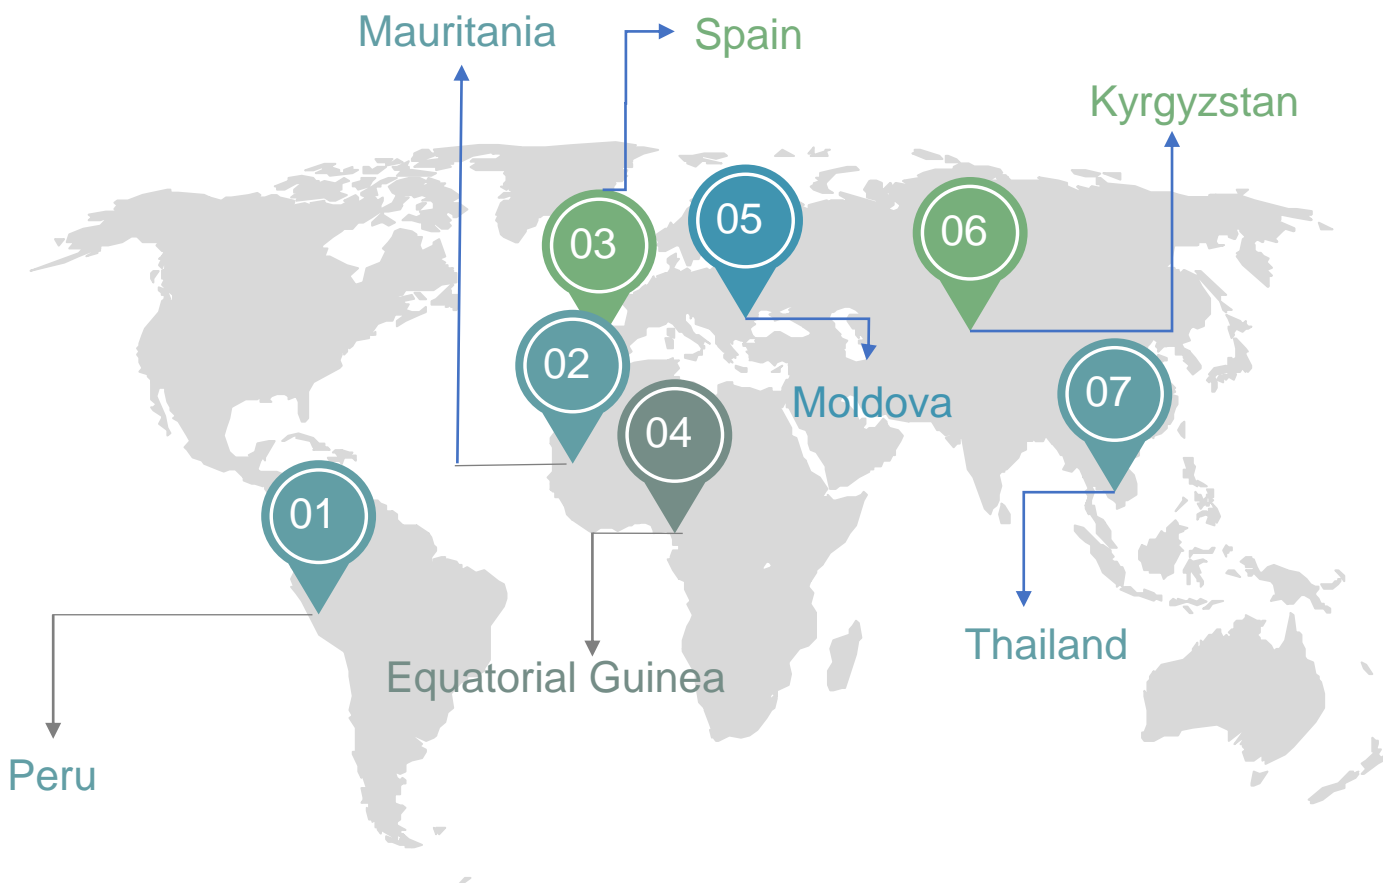 Mauritania
Spain
Kyrgyzstan
05
06
03
02
07
Moldova
04
01
Thailand
Equatorial Guinea
Peru